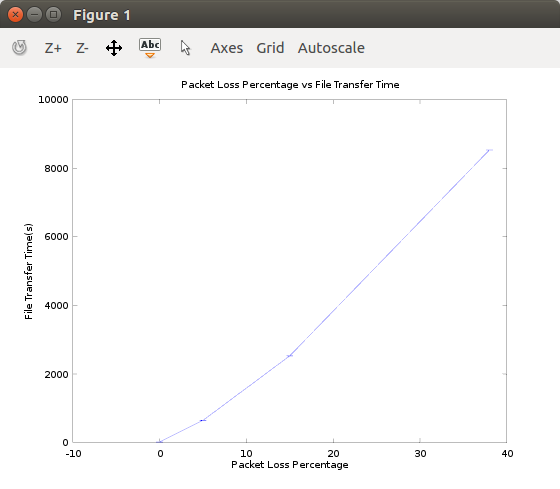 Figure 1
Z+ Z- Abc Axes Grid Autoscale
Packet Loss Percentage vs File Transfer Time
10000
8000
6000
4000
2000
0
File Transfer Time(s)
-10 0 10 20 30 40
Packet Loss Percentage